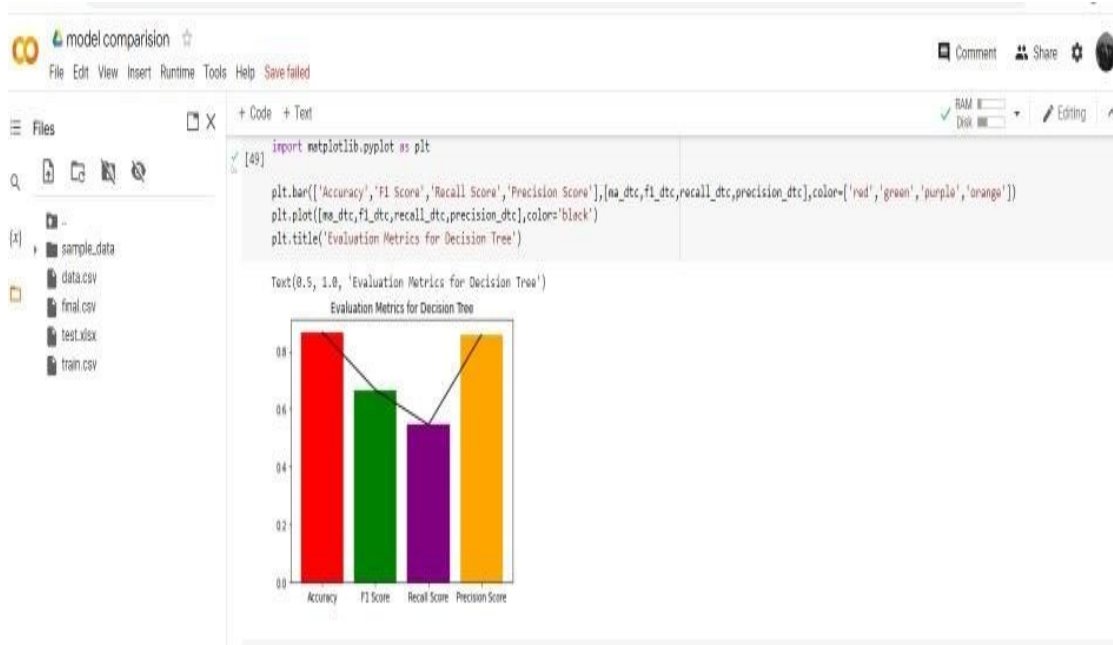 CO
model comparision
File Edit View Insert Runtime Tools Help Save failed
Comment Share
Files
+ Code + Text
RAM
Disk
Editing
[49]
import matplotlib.pyplot as plt
plt.bar(['Accuracy','F1 Score','Recall Score','Precision Score'],[ma_dtc,f1_dtc,recall_dtc,precision_dtc],color=['red','green','purple','orange'])
plt.plot([ma_dtc,f1_dtc,recall_dtc,precision_dtc],color='black')
plt.title('Evaluation Metrics for Decision Tree')
{x}
..
sample_data
data.csv
final.csv
test.xlsx
train.csv
Text(0.5, 1.0, 'Evaluation Metrics for Decision Tree')
Evaluation Metrics for Decision Tree
0.8
0.6
0.4
0.2
0.0
Accuracy F1 Score Recall Score Precision Score